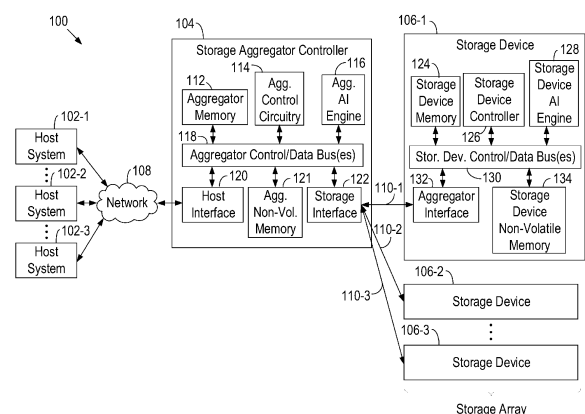 100
104
Storage Aggregator Controller
112
114
116
Aggregator
Memory
Agg.
Control
Circuitry
Agg.
AI
Engine
118
Aggregator Control/Data Bus(es)
120
121
122
Host
Interface
Agg.
Non-Vol.
Memory
Storage
Interface
102-1
Host
System
102-2
Host
System
102-3
Host
System
108
Network
110-1
110-2
110-3
106-1
Storage Device
124
128
Storage
Device
Memory
Storage
Device
Controller
126
Storage
Device
AI
Engine
Stor. Dev. Control/Data Bus(es)
132
130
134
Aggregator
Interface
Storage
Device
Non-Volatile
Memory
106-2
Storage Device
106-3
Storage Device
Storage Array